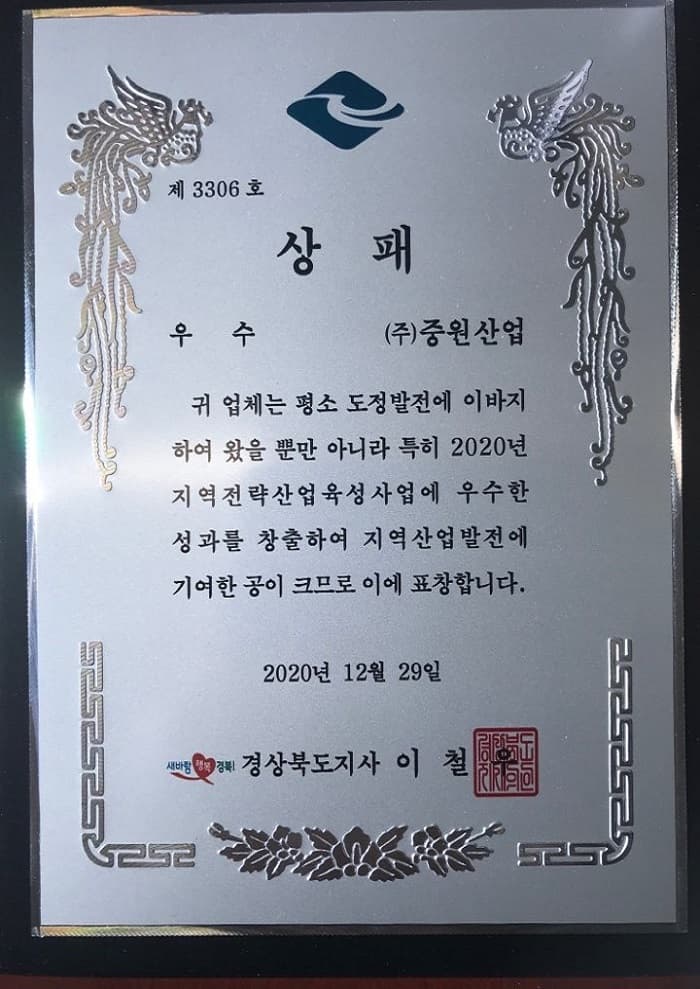 제 3306 호
상 패
우 수 (주)중원산업
귀 업체는 평소 도정발전에 이바지
하여 왔을 뿐만 아니라 특히 2020년
지역전략산업육성사업에 우수한
성과를 창출하여 지역산업발전에
기여한 공이 크므로 이에 표창합니다.
2020년 12월 29일
새바람 행복 경북!
경상북도지사 이 철 우